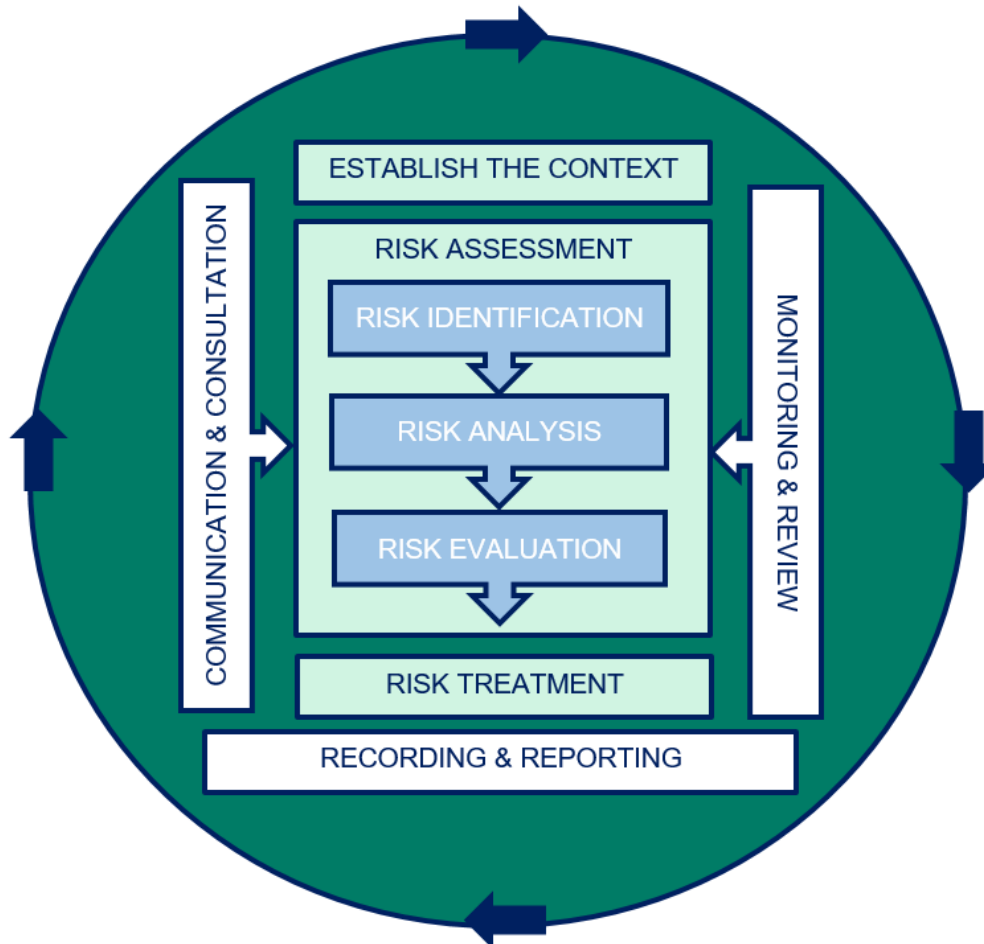 ESTABLISH THE CONTEXT
COMMUNICATION & CONSULTATION
RISK ASSESSMENT
RISK IDENTIFICATION
RISK ANALYSIS
RISK EVALUATION
MONITORING & REVIEW
RISK TREATMENT
RECORDING & REPORTING